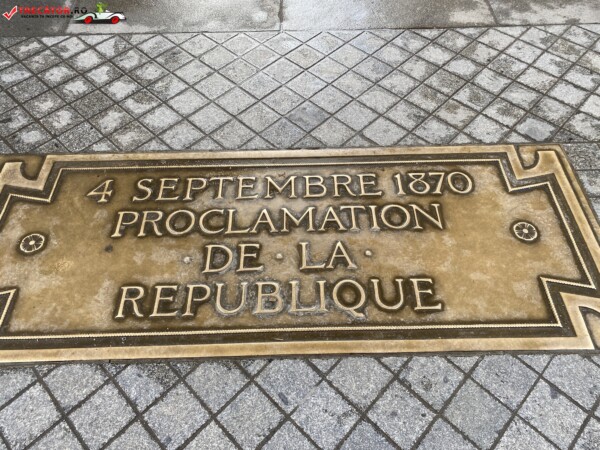 4 SEPTEMBRE 1870
PROCLAMATION
· DE · LA ·
REPUBLIQUE